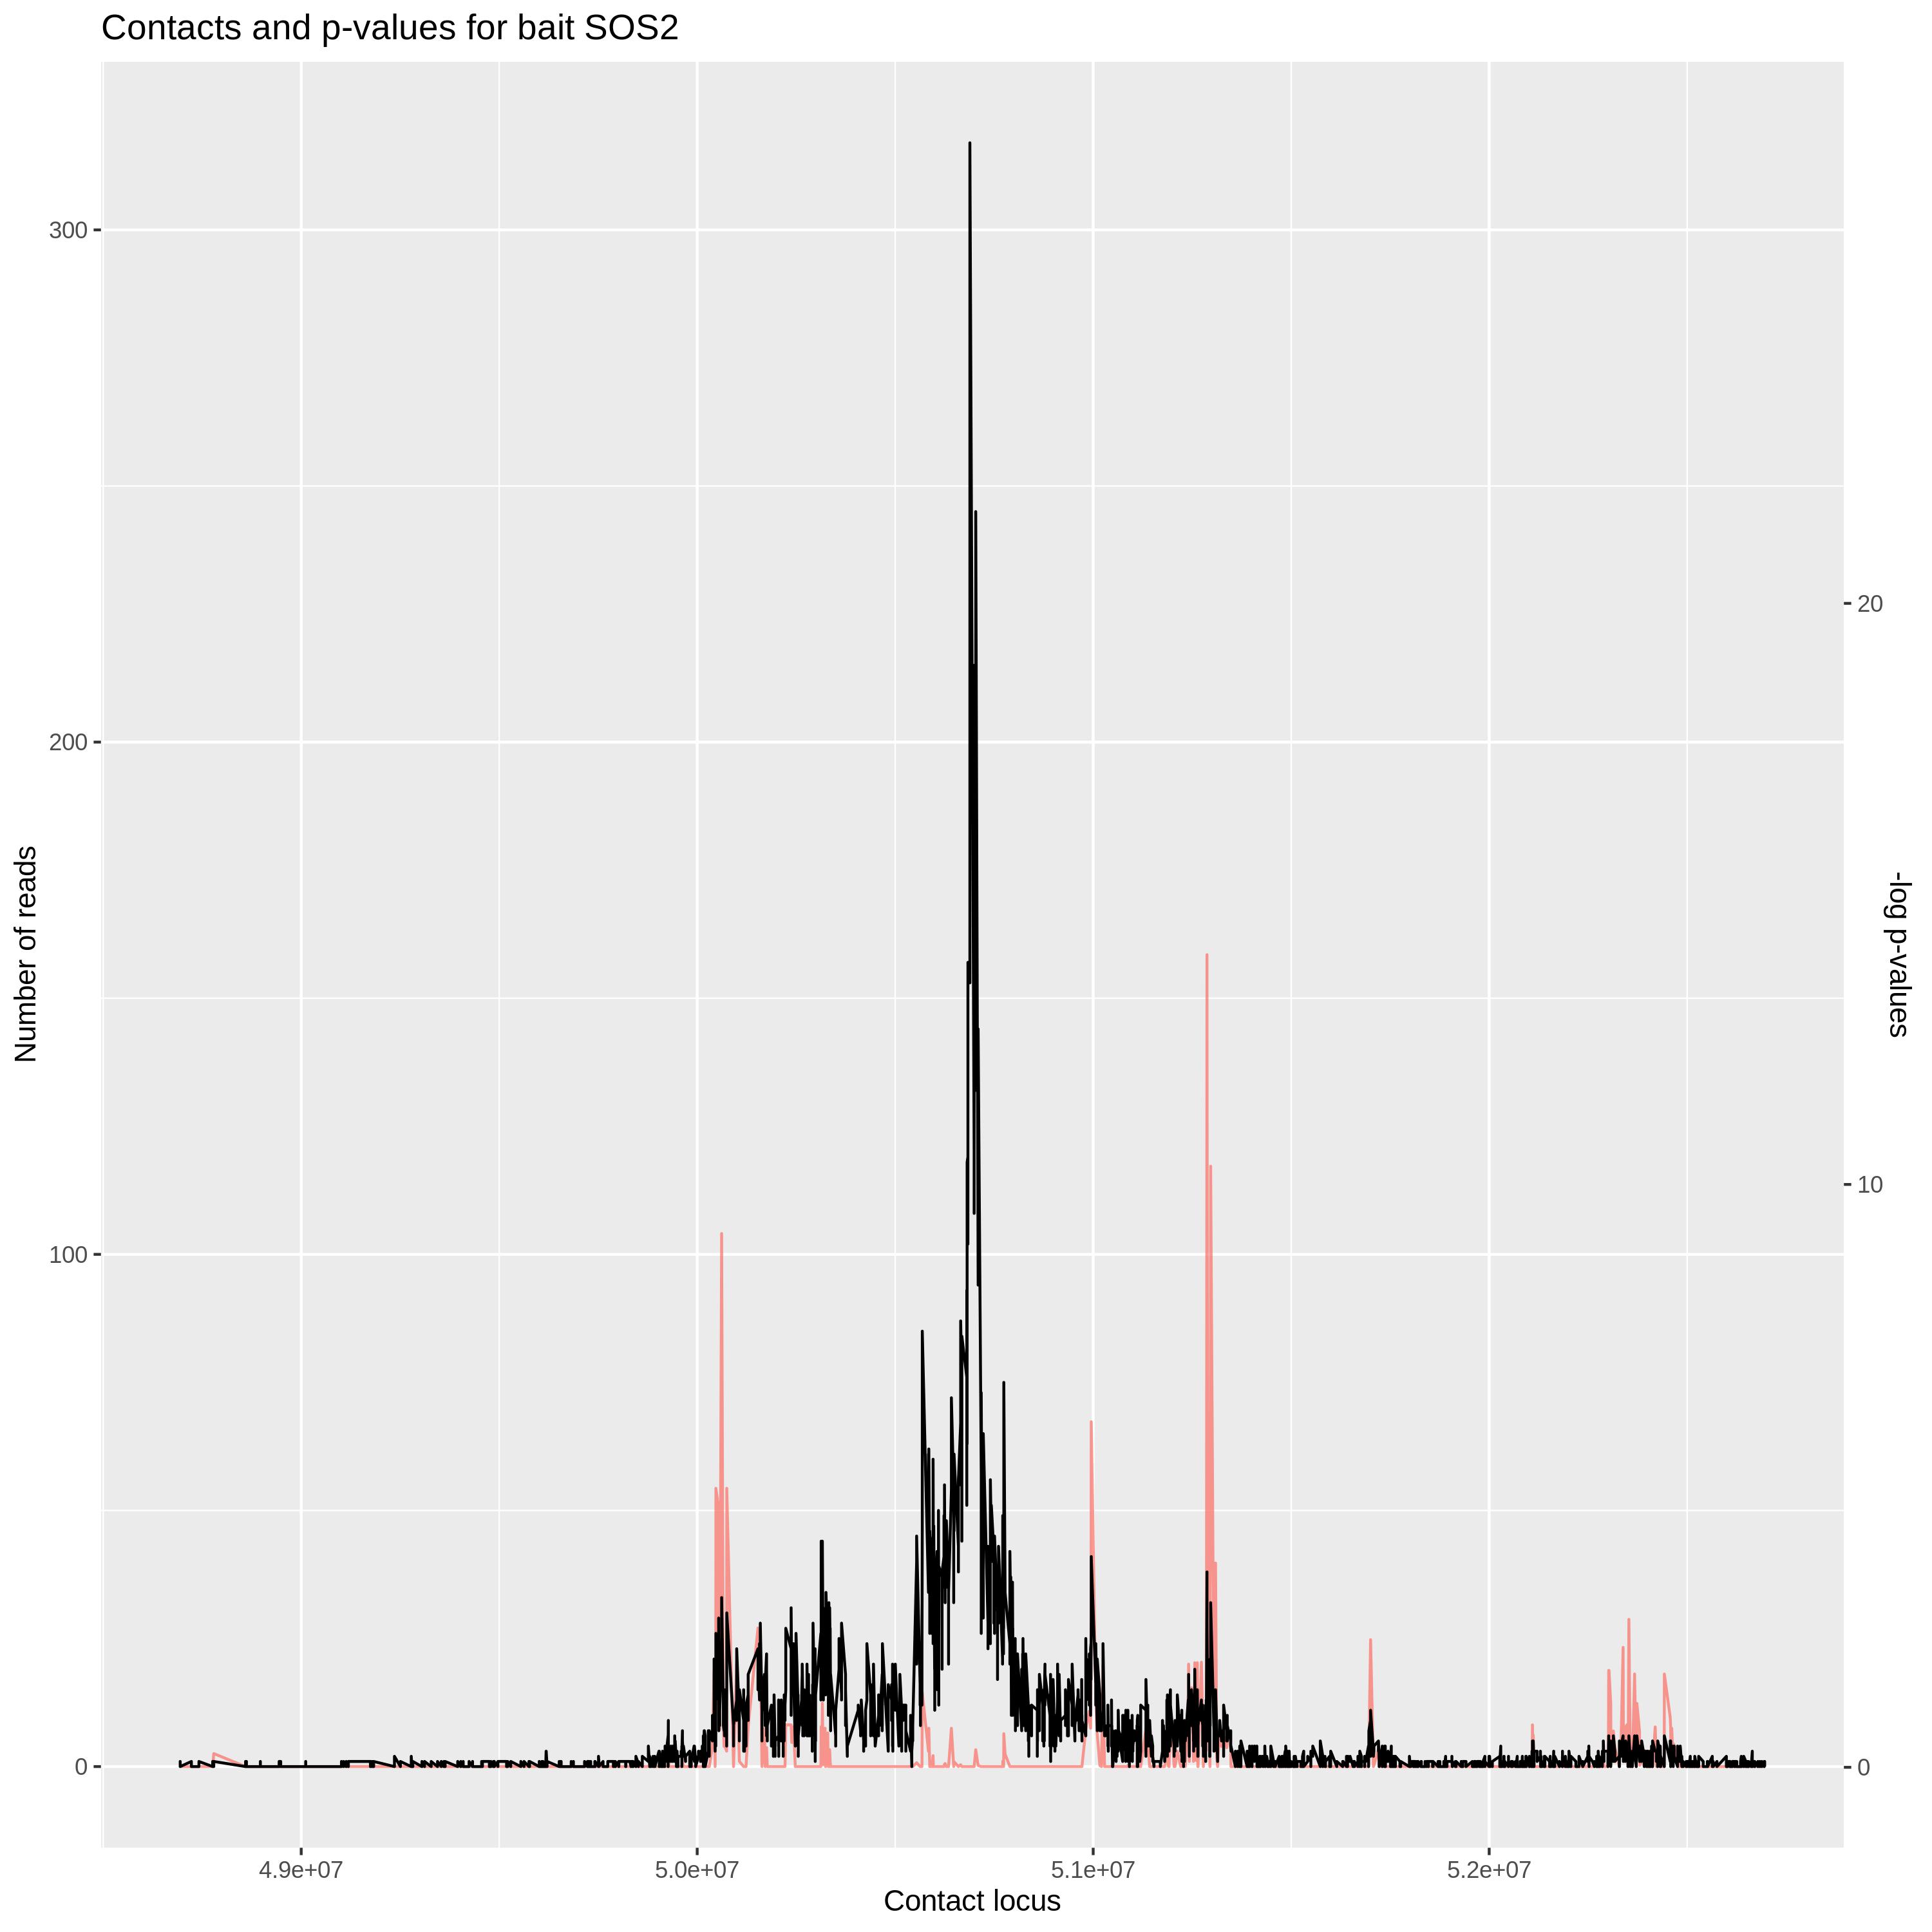 Contacts and p-values for bait SOS2
300
200
100
0
Number of reads
20
10
0
-log p-values
4.9e+07
5.0e+07
5.1e+07
5.2e+07
Contact locus